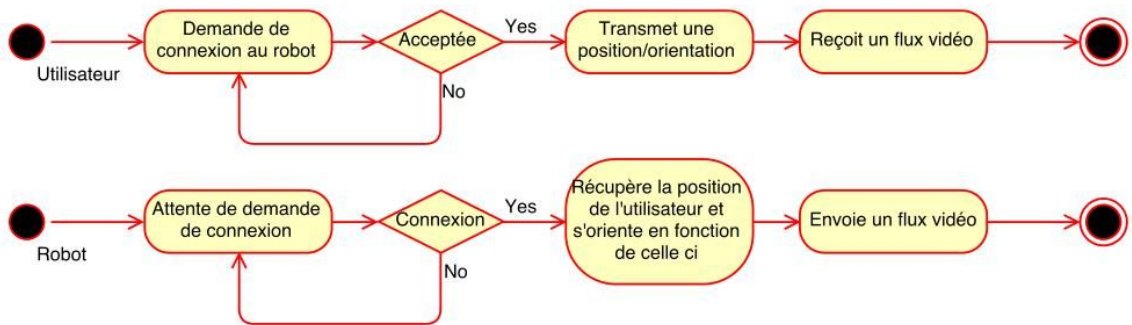 Utilisateur
Demande de
connexion au robot
Acceptée
Yes
No
Transmet une
position/orientation
Reçoit un flux vidéo
Robot
Attente de demande
de connexion
Connexion
Yes
No
Récupère la position
de l'utilisateur et
s'oriente en fonction
de celle ci
Envoie un flux vidéo